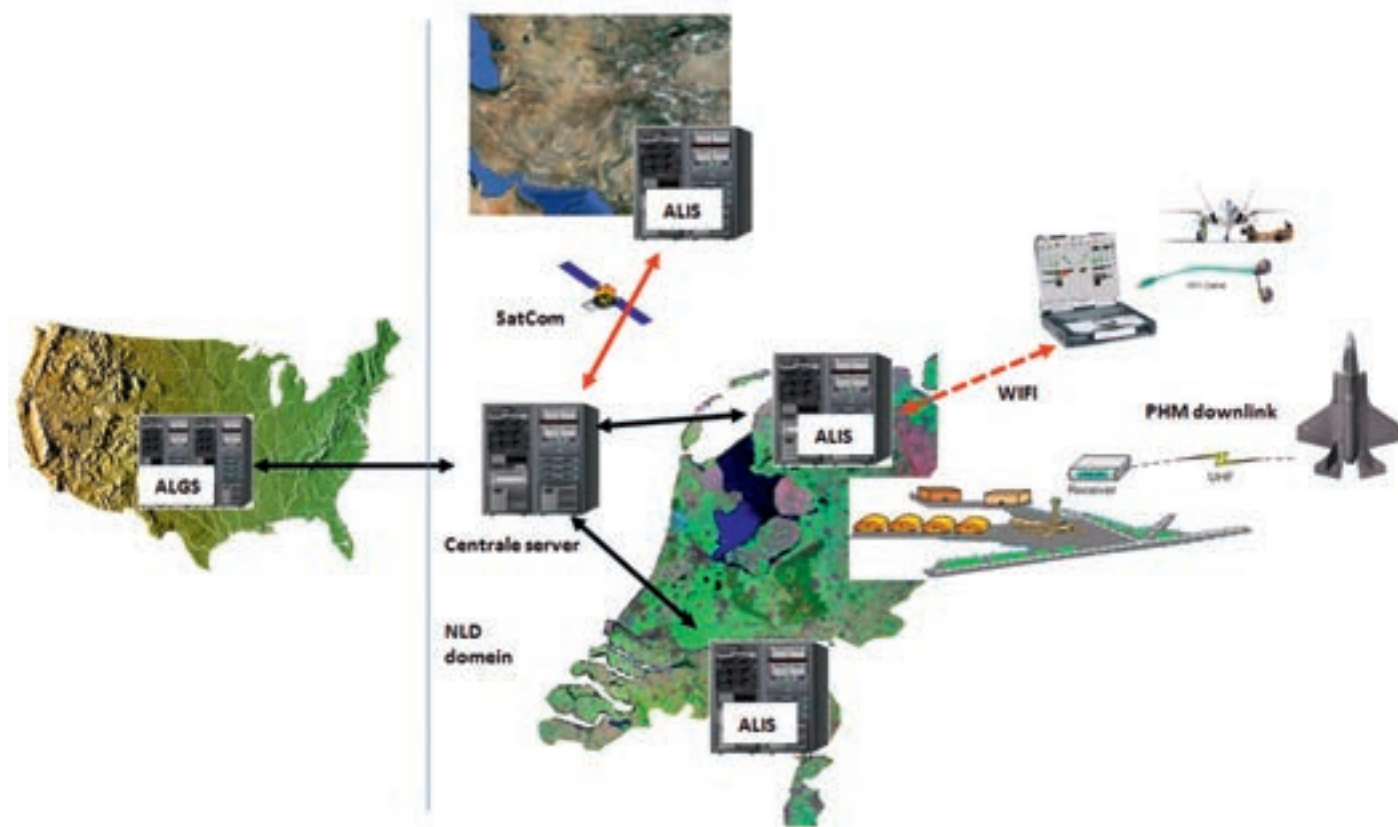 ALIS
SatCom
ALIS
WIFI
PHM downlink
ALGS
Receiver
UHF
Centrale server
NLD
domein
ALIS